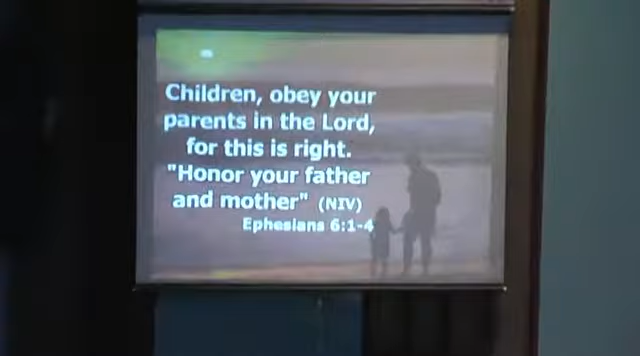 Children, obey your
parents in the Lord,
for this is right.
"Honor your father
and mother" (NIV)
Ephesians 6:1-4